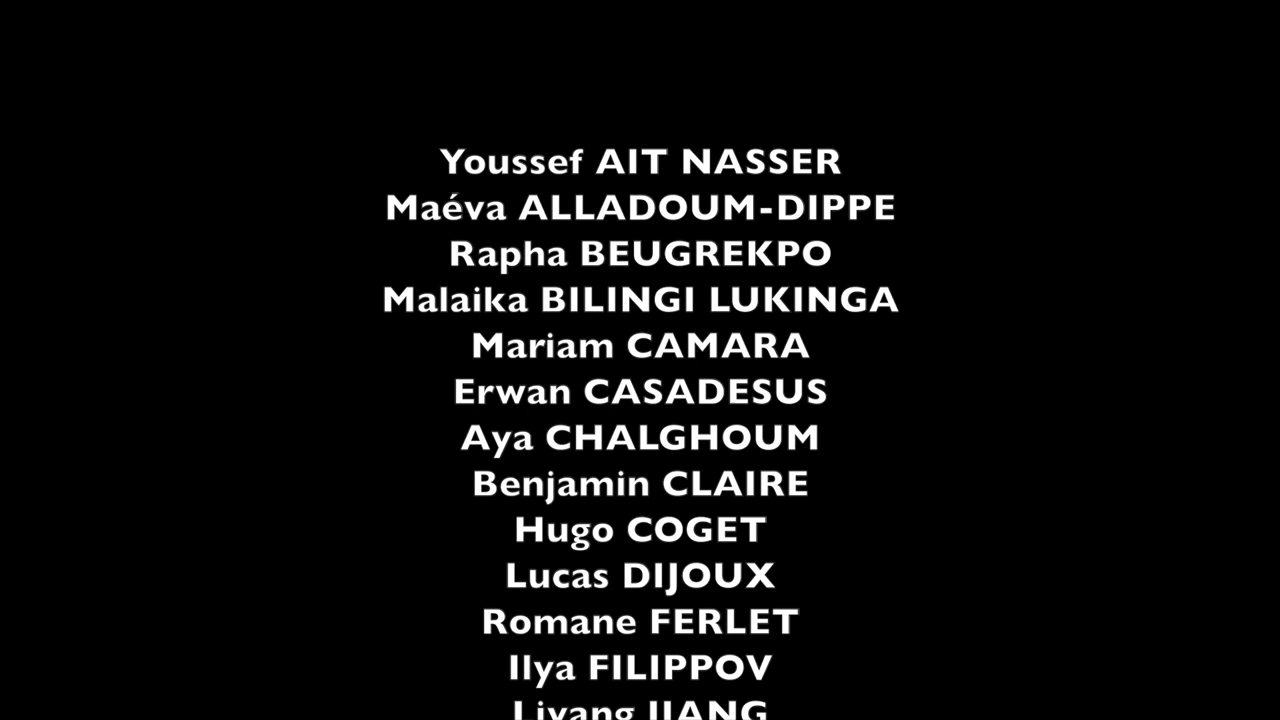 Youssef AIT NASSER
Maéva ALLADOUM-DIPPE
Rapha BEUGREKPO
Malaika BILINGI LUKINGA
Mariam CAMARA
Erwan CASADESUS
Aya CHALGHOUM
Benjamin CLAIRE
Hugo COGET
Lucas DIJOUX
Romane FERLET
Ilya FILIPPOV
Liyang JIANG